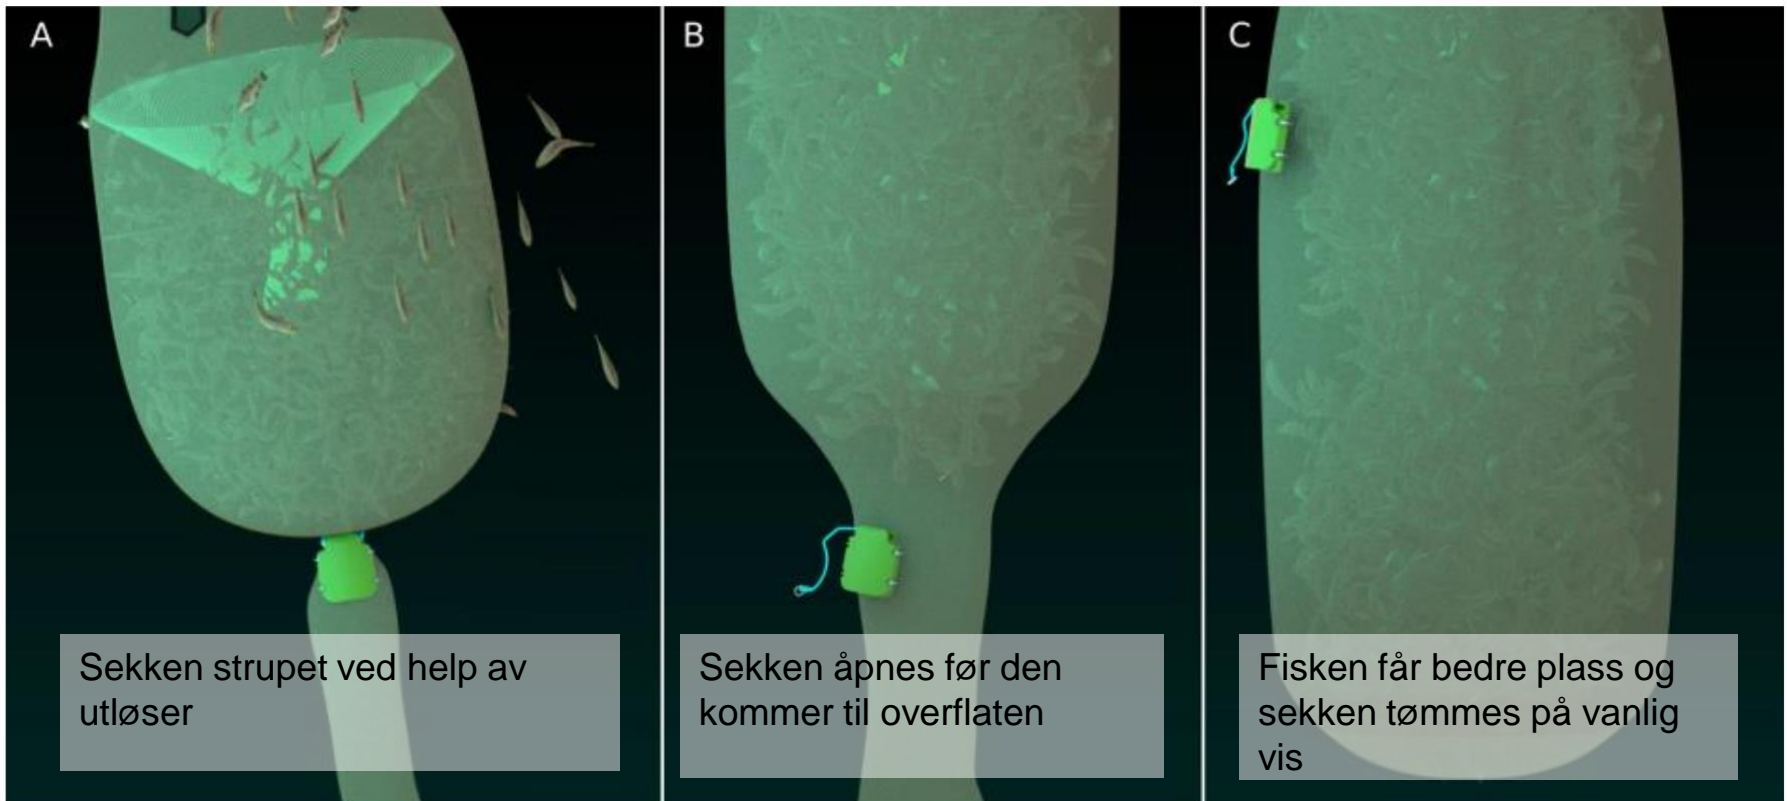 A
B
C
Sekken strupet ved help av
utløser
Sekken åpnes før den
kommer til overflaten
Fisken får bedre plass og
sekken tømmes på vanlig
vis